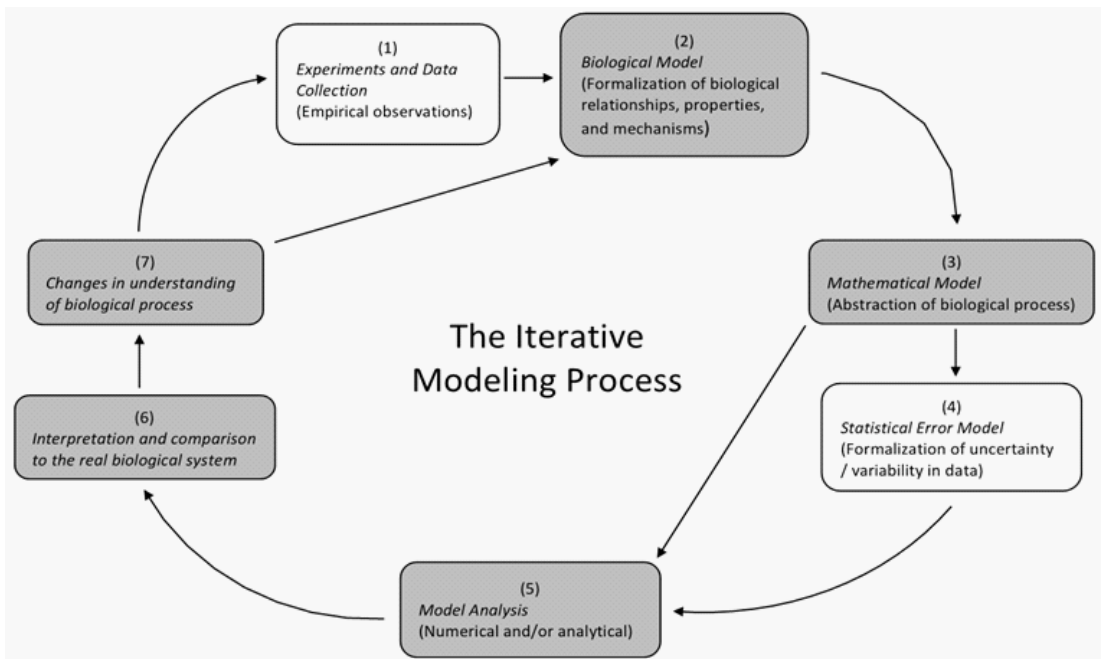 (1)
Experiments and Data
Collection
(Empirical observations)
(2)
Biological Model
(Formalization of biological
relationships, properties,
and mechanisms)
(3)
Mathematical Model
(Abstraction of biological process)
(4)
Statistical Error Model
(Formalization of uncertainty
/ variability in data)
(5)
Model Analysis
(Numerical and/or analytical)
(6)
Interpretation and comparison
to the real biological system
(7)
Changes in understanding
of biological process
The Iterative
Modeling Process